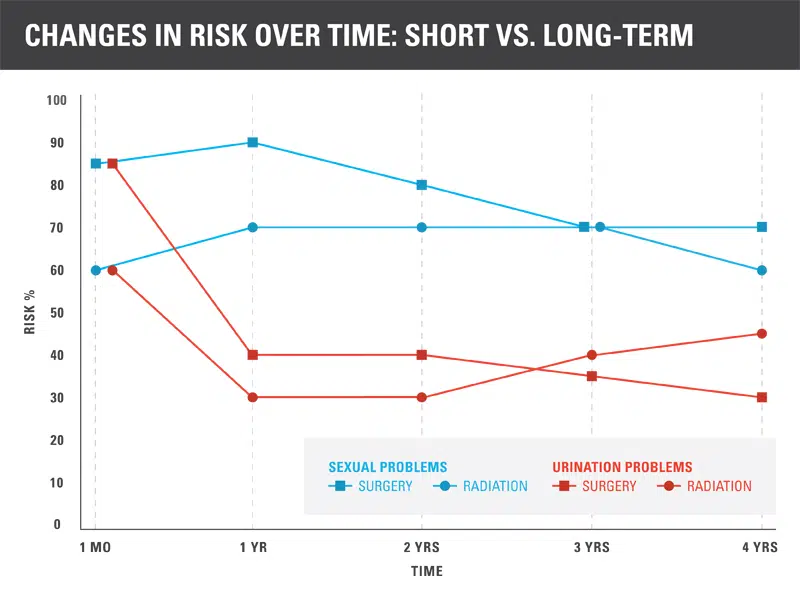 CHANGES IN RISK OVER TIME: SHORT VS. LONG-TERM
100
90
80
70
60
50
40
30
20
10
0
RISK %
SEXUAL PROBLEMS
SURGERY RADIATION
URINATION PROBLEMS
SURGERY RADIATION
1 MO 1 YR 2 YRS 3 YRS 4 YRS
TIME